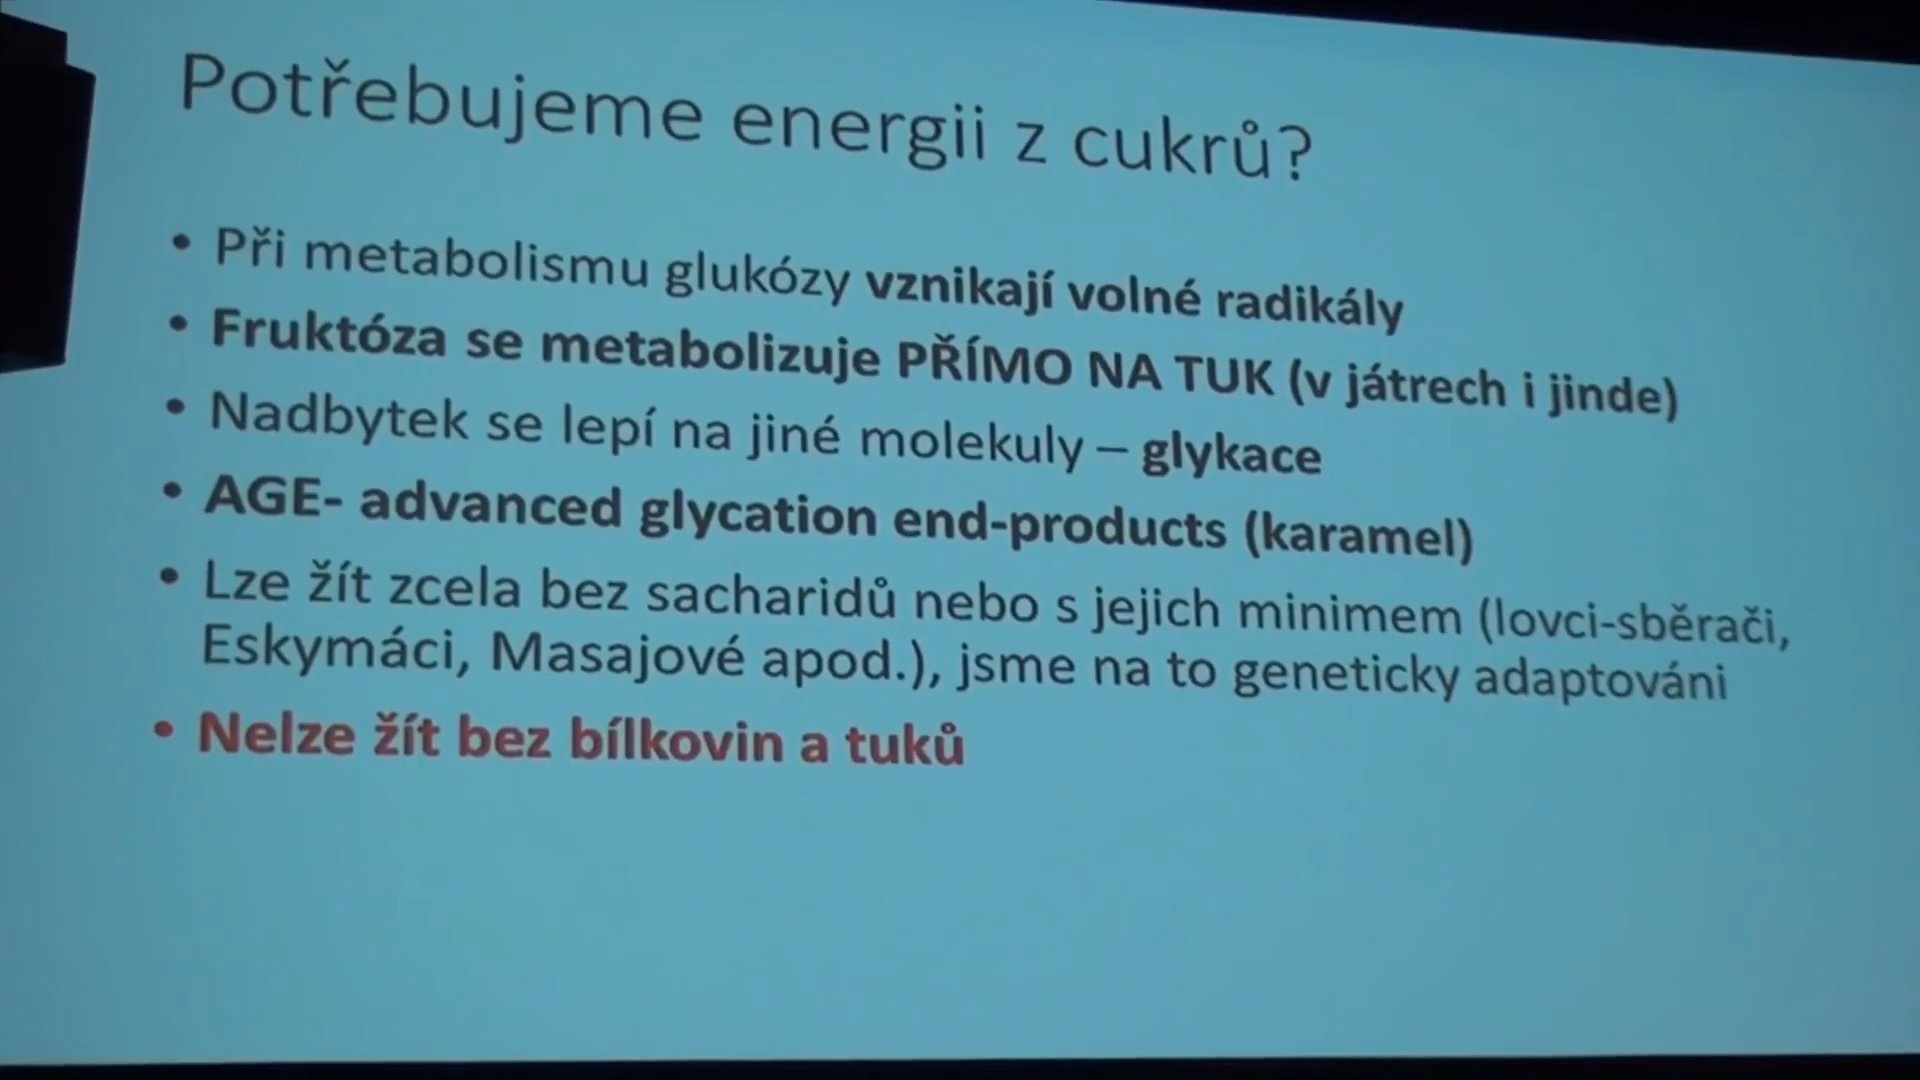 Potřebujeme energii z cukrů?
• Při metabolismu glukózy vznikají volné radikály
• Fruktóza se metabolizuje PŘÍMO NA TUK (v játrech i jinde)
• Nadbytek se lepí na jiné molekuly – glykace
• AGE- advanced glycation end-products (karamel)
• Lze žít zcela bez sacharidů nebo s jejich minimem (lovci-sběrači,
Eskymáci, Masajové apod.), jsme na to geneticky adaptováni
• Nelze žít bez bílkovin a tuků